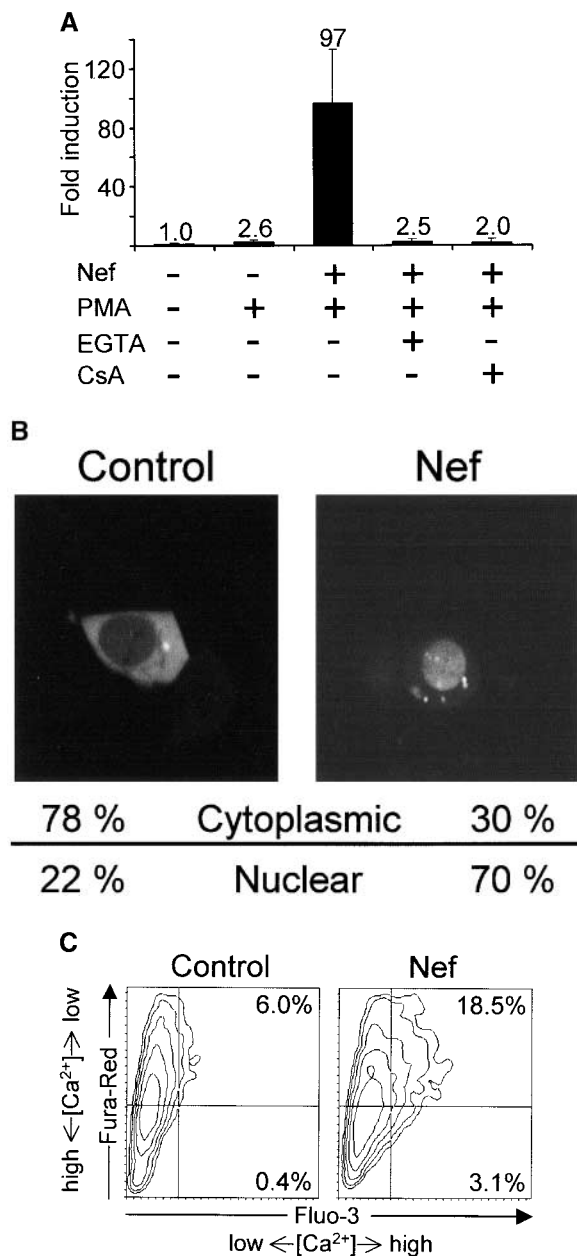 A
97
120
80
40
Fold induction
1.0 2.6 2.5 2.0
Nef - - + + +
PMA - + + + +
EGTA - - - + -
CsA - - - - +
B
Control Nef
78 % Cytoplasmic 30 %
22 % Nuclear 70 %
C
Control Nef
6.0% 18.5%
high ←[Ca²⁺]→ low
Fura-Red
0.4% 3.1%
Fluo-3
low ←[Ca²⁺]→ high